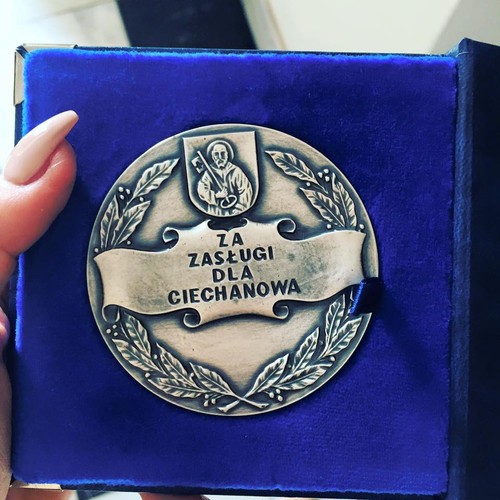 ZA
ZASŁUGI
DLA
CIECHANOWA